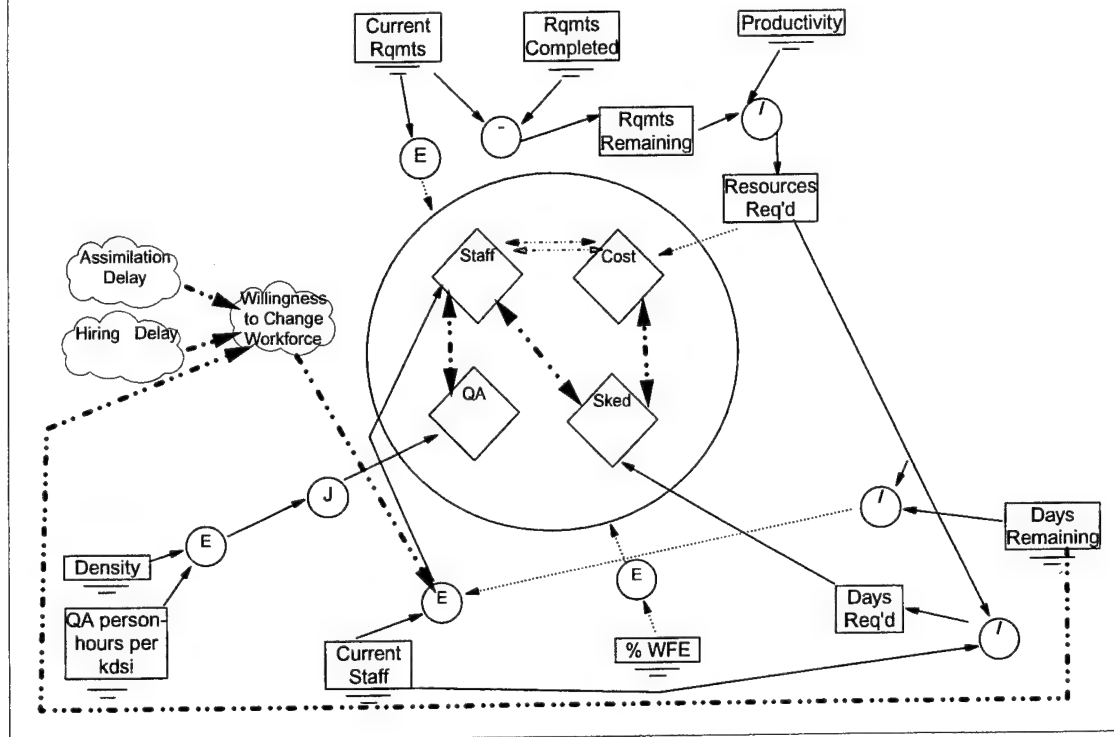 Current
Rqmts
Rqmts
Completed
Productivity
E
-
Rqmts
Remaining
/
Resources
Req'd
Staff
Cost
Assimilation
Delay
Willingness
to Change
Workforce
Hiring Delay
QA
Sked
J
/
Days
Remaining
E
Density
QA person-
hours per
kdsi
E
E
Days
Req'd
/
Current
Staff
% WFE